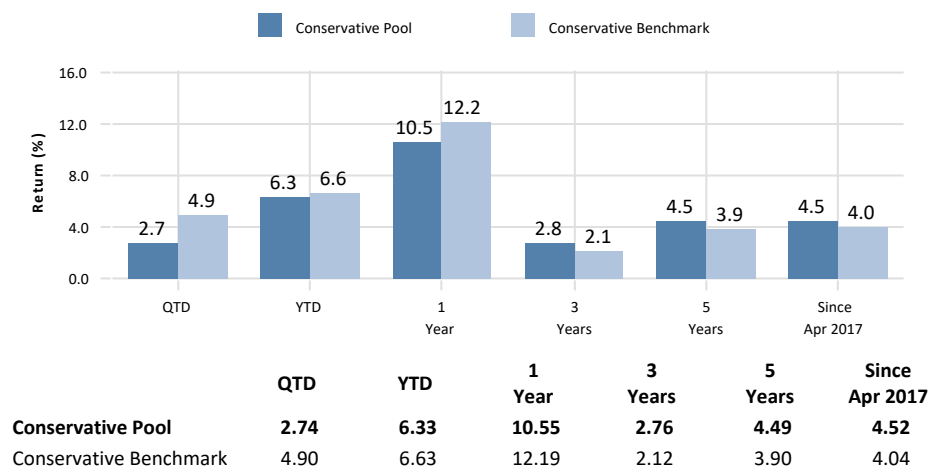 Conservative Pool Conservative Benchmark
16.0
12.0
8.0
4.0
0.0
Return (%)
2.7 4.9 6.3 6.6 10.5 12.2 2.8 2.1 4.5 3.9 4.5 4.0
QTD YTD 1 3 5 Since
Year Years Years Apr 2017
QTD YTD 1 3 5 Since
Year Years Years Apr 2017
Conservative Pool 2.74 6.33 10.55 2.76 4.49 4.52
Conservative Benchmark 4.90 6.63 12.19 2.12 3.90 4.04